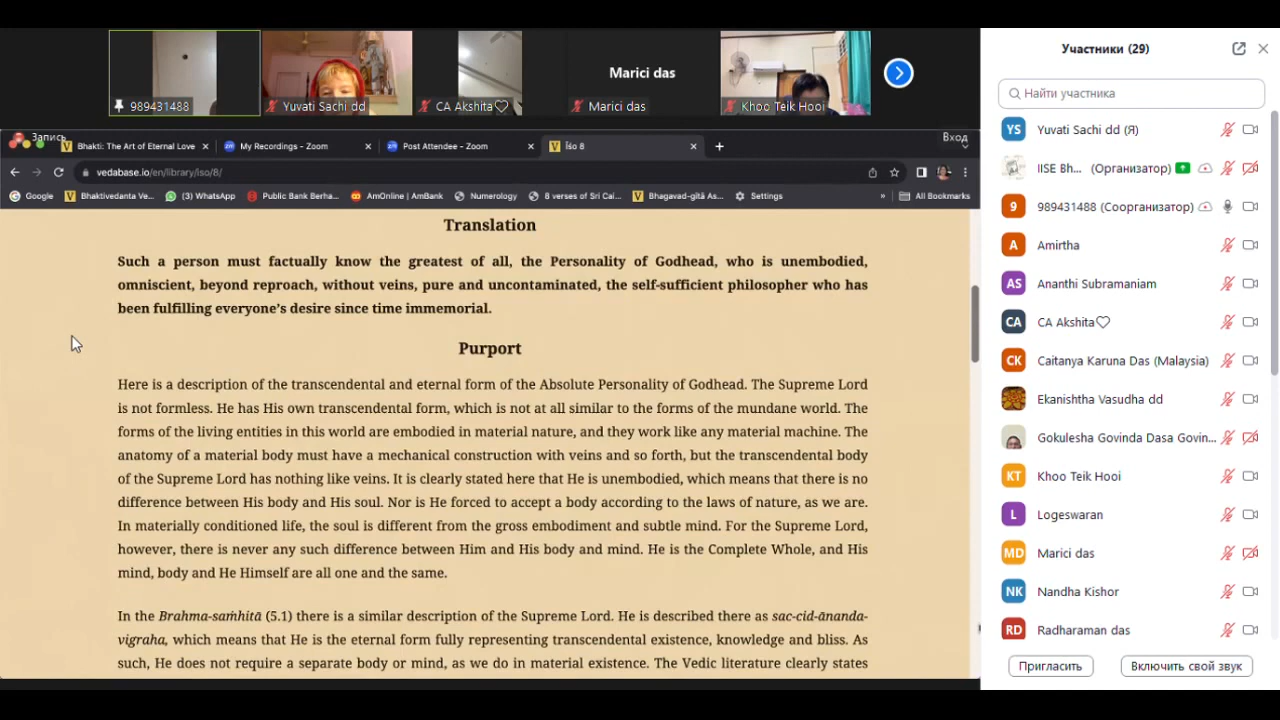 Marici das
989431488
Yuvati Sachi dd
CA Akshita♡
Marici das
Khoo Teik Hooi
Запись
Bhakti: The Art of Eternal Love
My Recordings - Zoom
Post Attendee - Zoom
Īśo 8
Вход
vedabase.io/en/library/iso/8/
Google
Bhaktivedanta Ve...
(3) WhatsApp
Public Bank Berha...
AmOnline | AmBank
Numerology
8 verses of Sri Cai...
Bhagavad-gītā As...
Settings
»
All Bookmarks
Translation
Such a person must factually know the greatest of all, the Personality of Godhead, who is unembodied,
omniscient, beyond reproach, without veins, pure and uncontaminated, the self-sufficient philosopher who has
been fulfilling everyone’s desire since time immemorial.
Purport
Here is a description of the transcendental and eternal form of the Absolute Personality of Godhead. The Supreme Lord
is not formless. He has His own transcendental form, which is not at all similar to the forms of the mundane world. The
forms of the living entities in this world are embodied in material nature, and they work like any material machine. The
anatomy of a material body must have a mechanical construction with veins and so forth, but the transcendental body
of the Supreme Lord has nothing like veins. It is clearly stated here that He is unembodied, which means that there is no
difference between His body and His soul. Nor is He forced to accept a body according to the laws of nature, as we are.
In materially conditioned life, the soul is different from the gross embodiment and subtle mind. For the Supreme Lord,
however, there is never any such difference between Him and His body and mind. He is the Complete Whole, and His
mind, body and He Himself are all one and the same.
In the Brahma-saṁhitā (5.1) there is a similar description of the Supreme Lord. He is described there as sac-cid-ānanda-
vigraha, which means that He is the eternal form fully representing transcendental existence, knowledge and bliss. As
such, He does not require a separate body or mind, as we do in material existence. The Vedic literature clearly states
Участники (29)
Найти участника
YS Yuvati Sachi dd (Я)
IISE Bh... (Организатор)
9 989431488 (Соорганизатор)
A Amirtha
AS Ananthi Subramaniam
CA CA Akshita♡
CK Caitanya Karuna Das (Malaysia)
Ekanishtha Vasudha dd
Gokulesha Govinda Dasa Govin...
KT Khoo Teik Hooi
L Logeswaran
MD Marici das
NK Nandha Kishor
RD Radharaman das
Пригласить
Включить свой звук